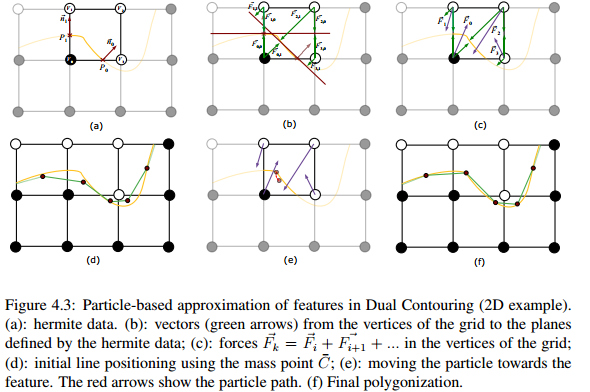 (a)
(b)
(c)
(d)
(e)
(f)
Figure 4.3: Particle-based approximation of features in Dual Contouring (2D example).
(a): hermite data. (b): vectors (green arrows) from the vertices of the grid to the planes
defined by the hermite data; (c): forces F⃗k = F⃗i + F⃗i+1 + ... in the vertices of the grid;
(d): initial line positioning using the mass point C̄; (e): moving the particle towards the
feature. The red arrows show the particle path. (f) Final polygonization.